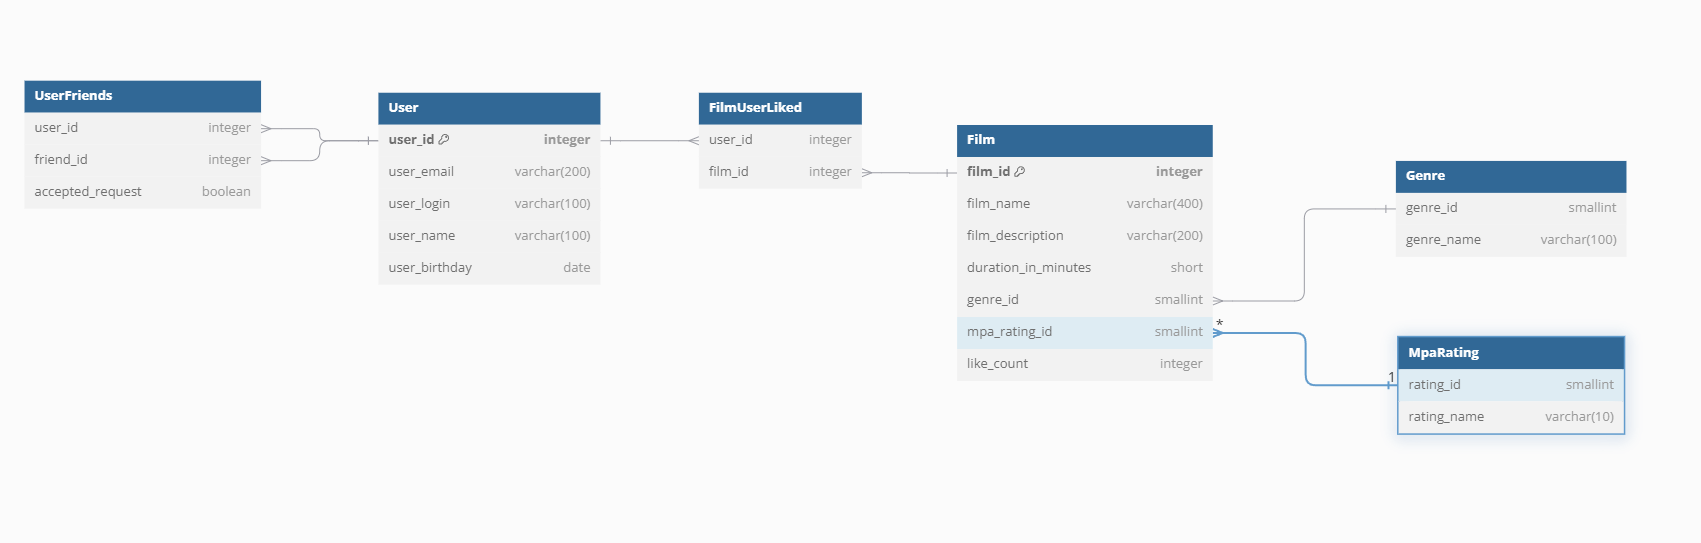 UserFriends
user_id integer
friend_id integer
accepted_request boolean
User
user_id integer
user_email varchar(200)
user_login varchar(100)
user_name varchar(100)
user_birthday date
FilmUserLiked
user_id integer
film_id integer
Film
film_id integer
film_name varchar(400)
film_description varchar(200)
duration_in_minutes short
genre_id smallint
mpa_rating_id smallint *
like_count integer
Genre
genre_id smallint
genre_name varchar(100)
MpaRating
1 rating_id smallint
rating_name varchar(10)